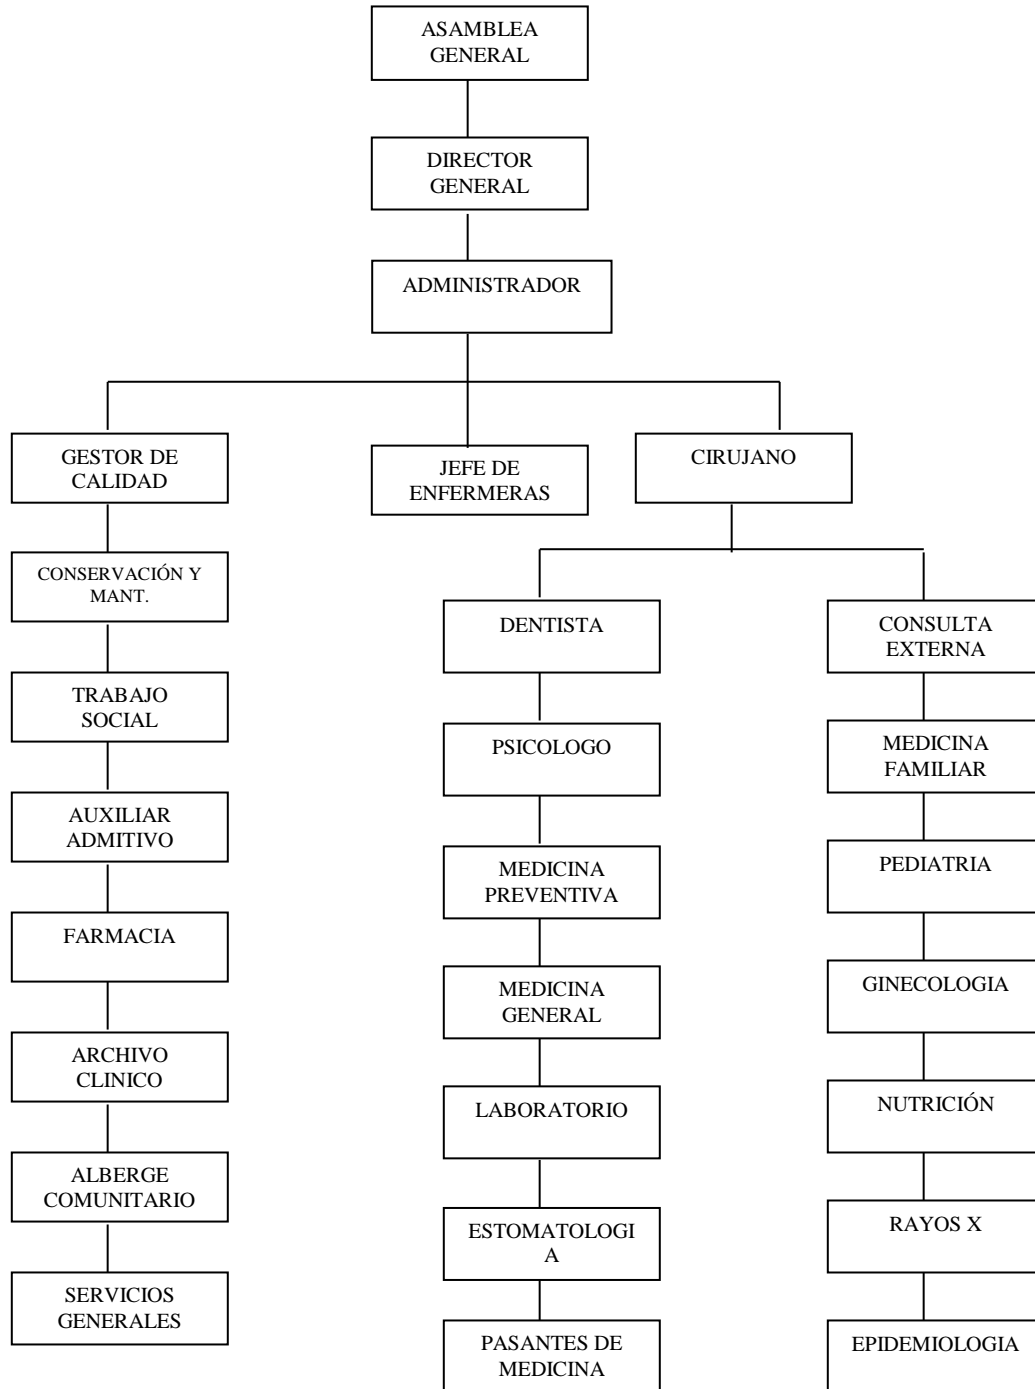 ASAMBLEA
GENERAL
DIRECTOR
GENERAL
ADMINISTRADOR
GESTOR DE
CALIDAD
JEFE DE
ENFERMERAS
CIRUJANO
CONSERVACIÓN Y
MANT.
TRABAJO
SOCIAL
AUXILIAR
ADMITIVO
FARMACIA
ARCHIVO
CLINICO
ALBERGE
COMUNITARIO
SERVICIOS
GENERALES
DENTISTA
PSICOLOGO
MEDICINA
PREVENTIVA
MEDICINA
GENERAL
LABORATORIO
ESTOMATOLOGI
A
PASANTES DE
MEDICINA
CONSULTA
EXTERNA
MEDICINA
FAMILIAR
PEDIATRIA
GINECOLOGIA
NUTRICIÓN
RAYOS X
EPIDEMIOLOGIA